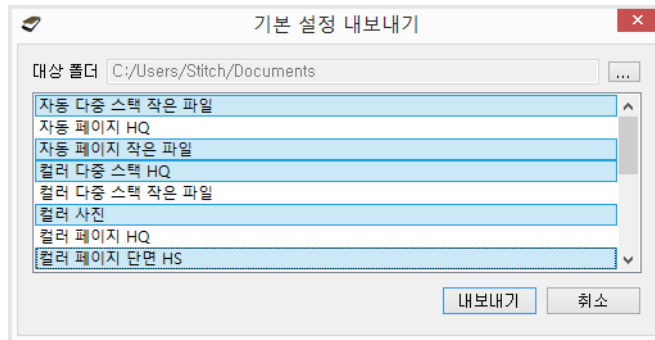 기본 설정 내보내기
대상 폴더 C:/Users/Stitch/Documents ...
자동 다중 스택 작은 파일
자동 페이지 HQ
자동 페이지 작은 파일
컬러 다중 스택 HQ
컬러 다중 스택 작은 파일
컬러 사진
컬러 페이지 HQ
컬러 페이지 단면 HS
내보내기 취소